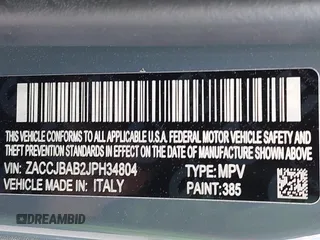 THIS VEHICLE CONFORMS TO ALL APPLICABLE U.S.A. FEDERAL MOTOR VEHICLE SAFETY AND
THEFT PREVENTION STANDARDS IN EFFECT ON THE DATE OF MANUFACTURE SHOWN ABOVE
VIN: ZACCJBAB2JPH34804 TYPE: MPV
VEHICLE MADE IN: ITALY PAINT: 385
DREAMBID